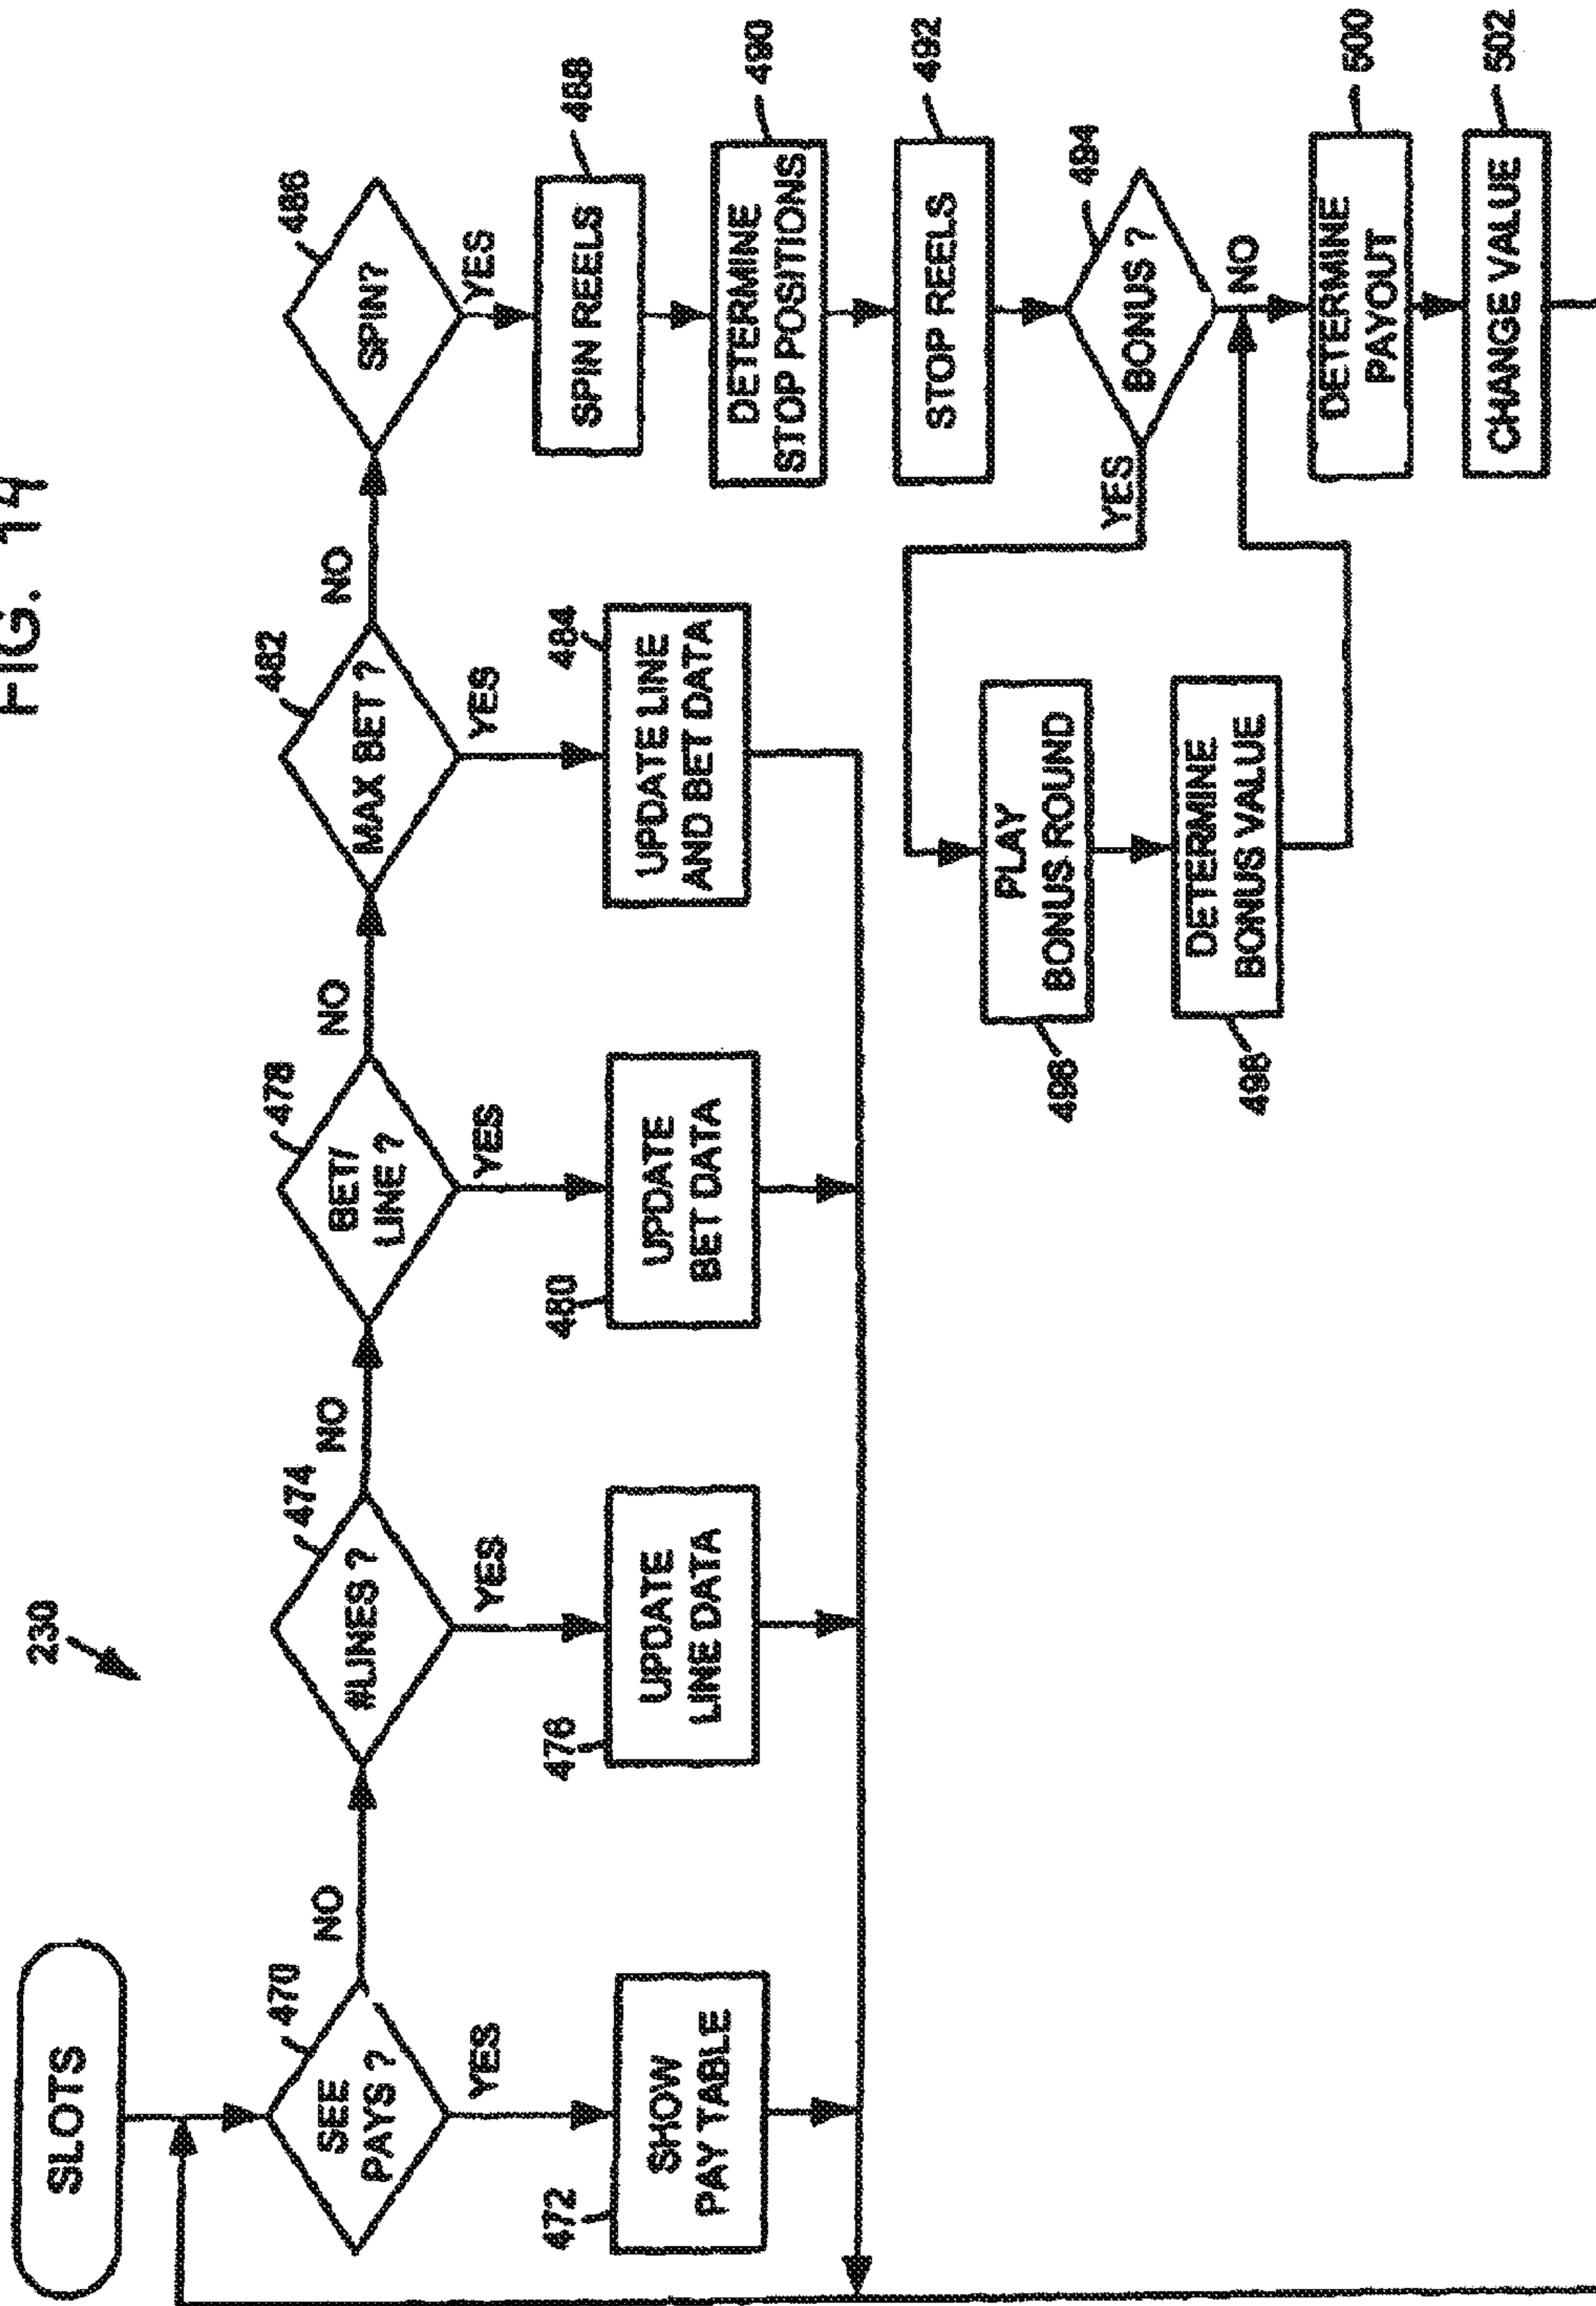 FIG. 14
230
SLOTS
470
SEE
PAYS ?
NO
YES
472
SHOW
PAY TABLE
474
#LINES ?
NO
YES
476
UPDATE
LINE DATA
478
BET/
LINE ?
NO
YES
480
UPDATE
BET DATA
482
MAX BET ?
NO
YES
484
UPDATE LINE
AND BET DATA
486
SPIN?
YES
488
SPIN REELS
490
DETERMINE
STOP POSITIONS
492
STOP REELS
494
BONUS ?
YES
NO
PLAY
BONUS ROUND
496
DETERMINE
BONUS VALUE
498
500
DETERMINE
PAYOUT
502
CHANGE VALUE